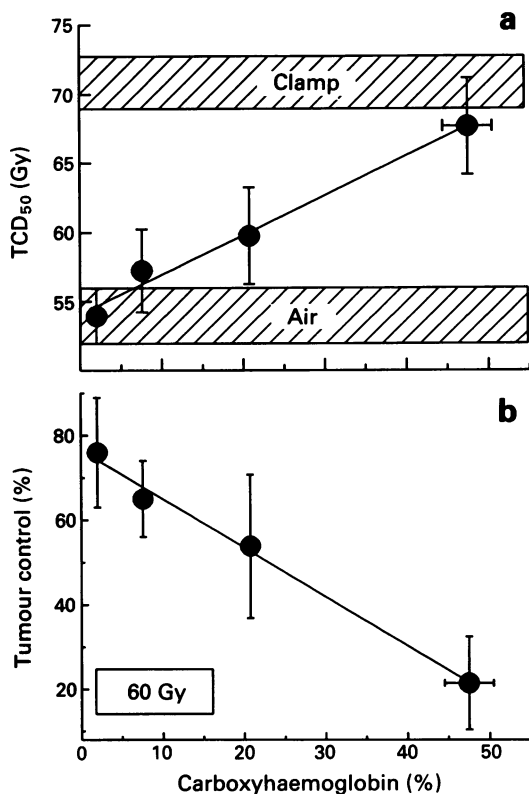 a
75
70
65
60
55
TCD50 (Gy)
Clamp
Air
b
80
60
40
20
Tumour control (%)
60 Gy
0 10 20 30 40 50
Carboxyhaemoglobin (%)